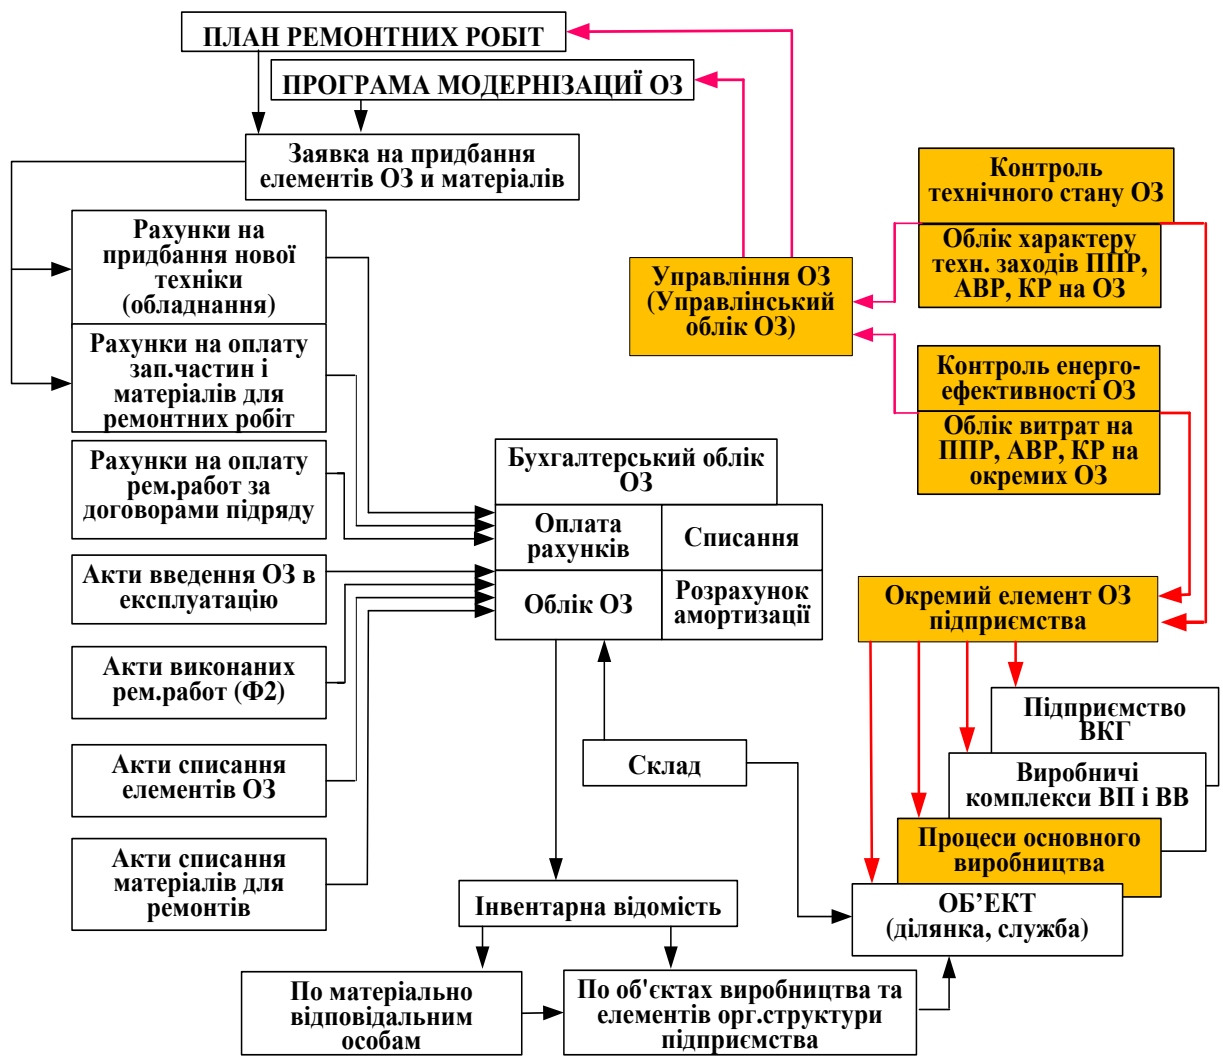 ПЛАН РЕМОНТНИХ РОБІТ
ПРОГРАМА МОДЕРНІЗАЦИЇ ОЗ
Заявка на придбання
елементів ОЗ и матеріалів
Контроль
технічного стану ОЗ
Облік характеру
техн. заходів ППР,
АВР, КР на ОЗ
Рахунки на
придбання нової
техніки
(обладнання)
Управління ОЗ
(Управлінський
облік ОЗ)
Рахунки на оплату
зап.частин і
матеріалів для
ремонтних робіт
Контроль енерго-
ефективності ОЗ
Облік витрат на
ППР, АВР, КР на
окремих ОЗ
Рахунки на оплату
рем.работ за
договорами підряду
Бухгалтерський облік
ОЗ
Оплата
рахунків
Списання
Акти введення ОЗ в
експлуатацію
Облік ОЗ
Розрахунок
амортизації
Окремий елемент ОЗ
підприємства
Акти виконаних
рем.работ (Ф2)
Підприємство
ВКГ
Акти списання
елементів ОЗ
Склад
Виробничі
комплекси ВП і ВВ
Процеси основного
виробництва
Акти списання
матеріалів для
ремонтів
Інвентарна відомість
ОБ’ЕКТ
(ділянка, служба)
По матеріально
відповідальним
особам
По об'єктах виробництва та
елементів орг.структури
підприємства